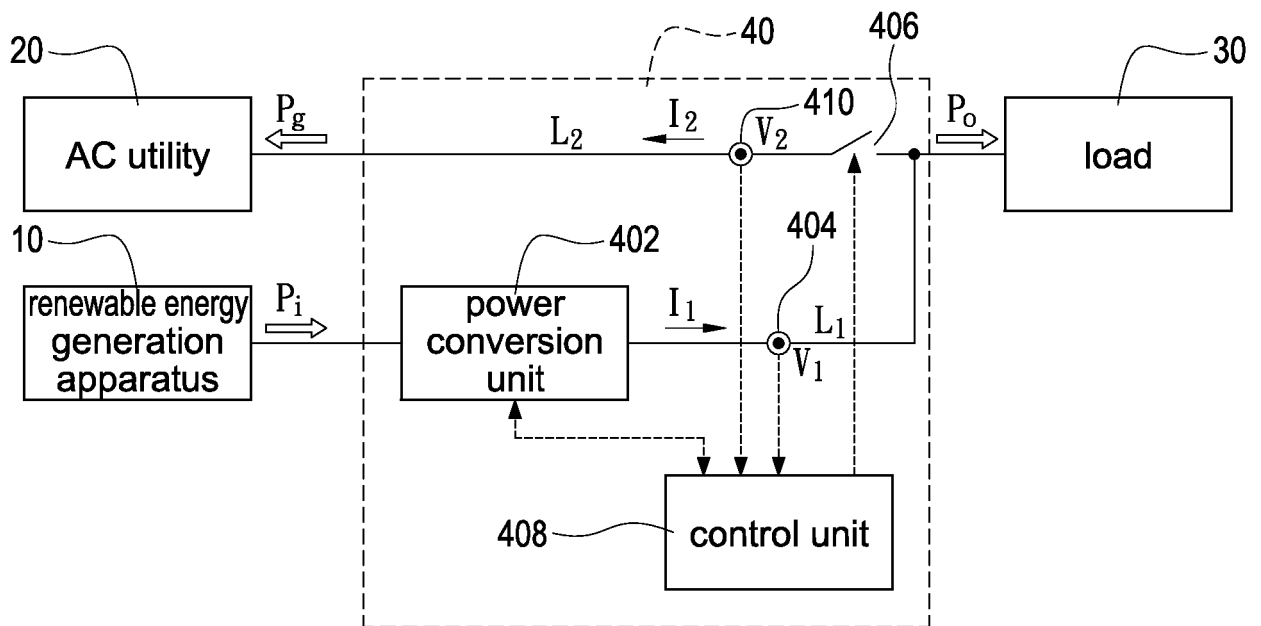 20
40
406
30
410
AC utility
Pg
L2
I2
V2
Po
load
10
402
404
renewable energy
generation
apparatus
Pi
power
conversion
unit
I1
L1
V1
408
control unit